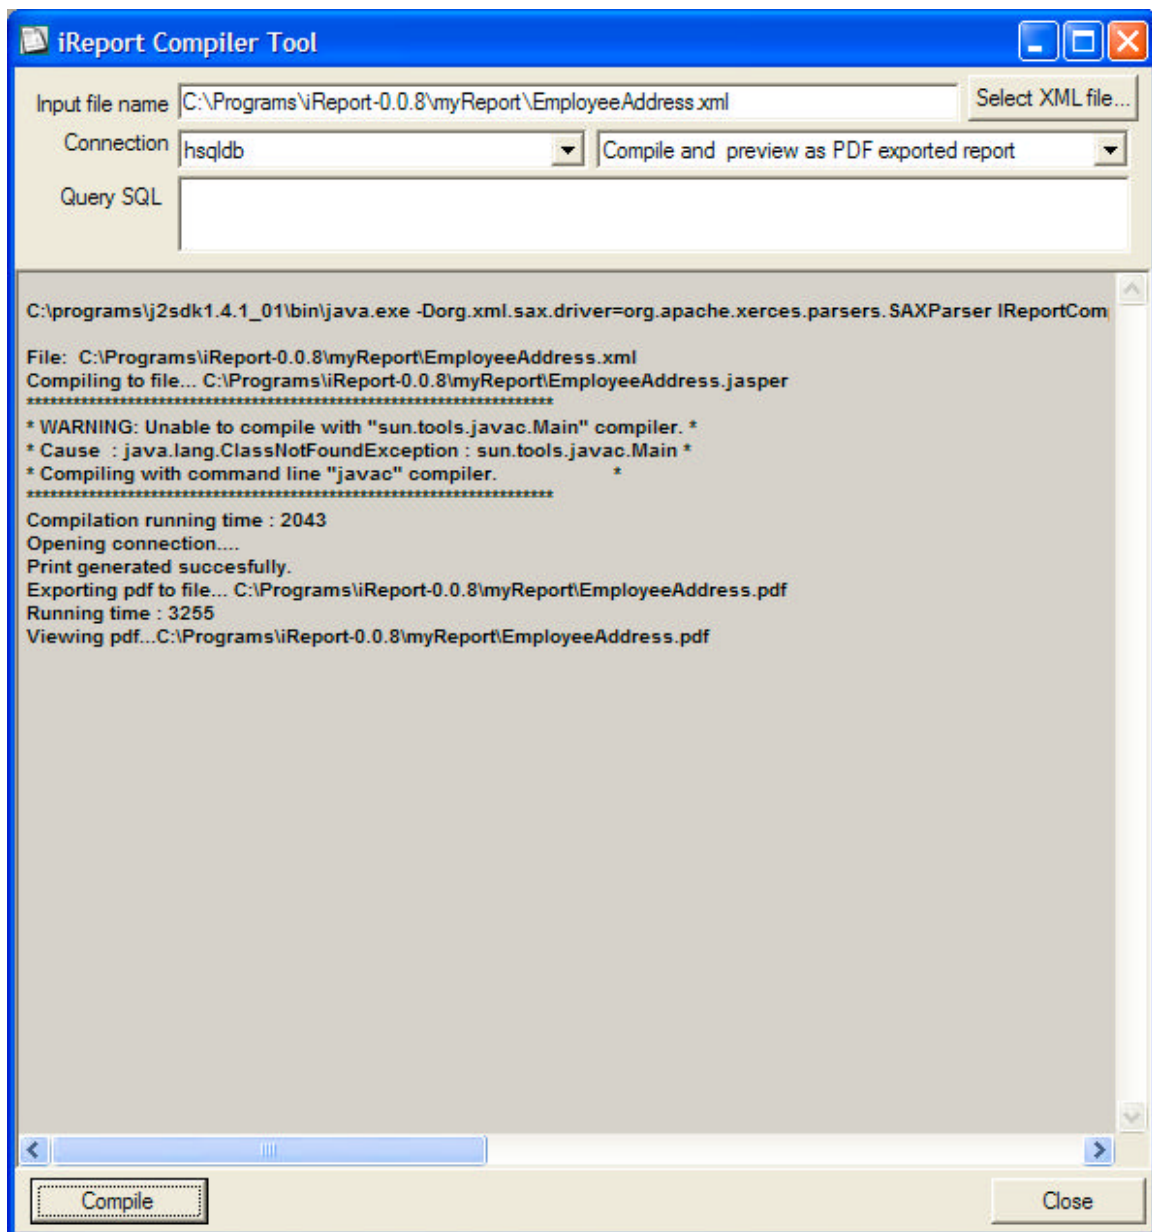 iReport Compiler Tool
Input file name C:\Programs\iReport-0.0.8\myReport\EmployeeAddress.xml Select XML file...
Connection hsqldb Compile and preview as PDF exported report
Query SQL
C:\programs\j2sdk1.4.1_01\bin\java.exe -Dorg.xml.sax.driver=org.apache.xerces.parsers.SAXParser IReportCom
File: C:\Programs\iReport-0.0.8\myReport\EmployeeAddress.xml
Compiling to file... C:\Programs\iReport-0.0.8\myReport\EmployeeAddress.jasper
*********************************************************************
* WARNING: Unable to compile with "sun.tools.javac.Main" compiler. *
* Cause : java.lang.ClassNotFoundException : sun.tools.javac.Main *
* Compiling with command line "javac" compiler. *
*********************************************************************
Compilation running time : 2043
Opening connection....
Print generated succesfully.
Exporting pdf to file... C:\Programs\iReport-0.0.8\myReport\EmployeeAddress.pdf
Running time : 3255
Viewing pdf...C:\Programs\iReport-0.0.8\myReport\EmployeeAddress.pdf
Compile Close